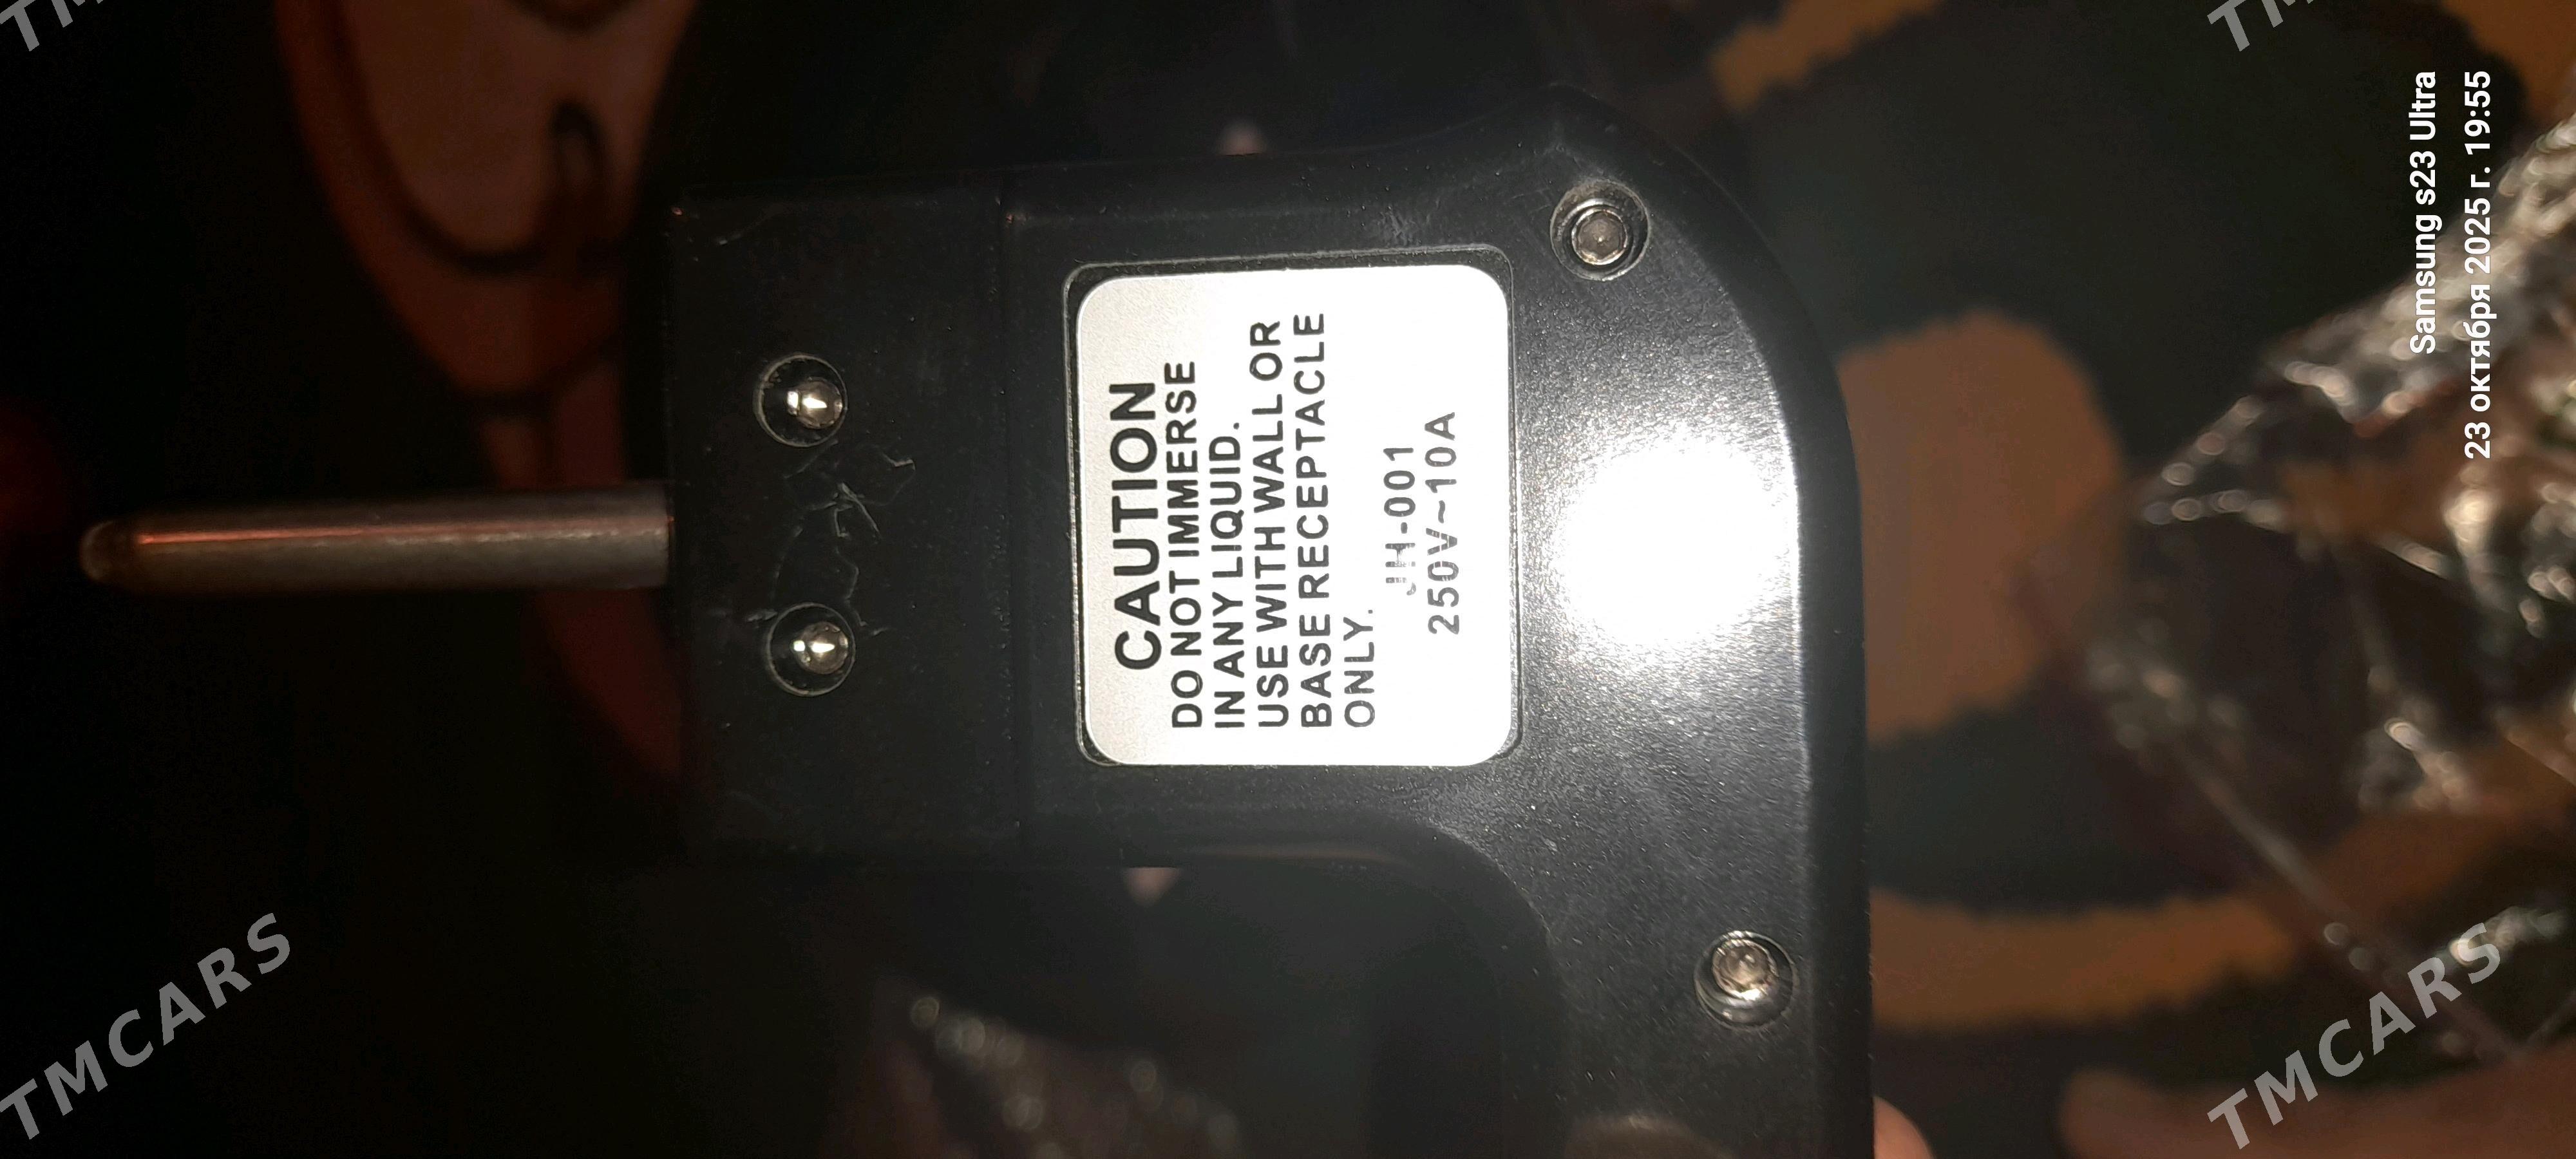 CAUTION
DO NOT IMMERSE
IN ANY LIQUID.
USE WITH WALL OR
BASE RECEPTACLE
ONLY.
JH-001
250V~10A
Samsung s23 Ultra
23 октября 2025 г. 19:55
TMCARS
TMCARS